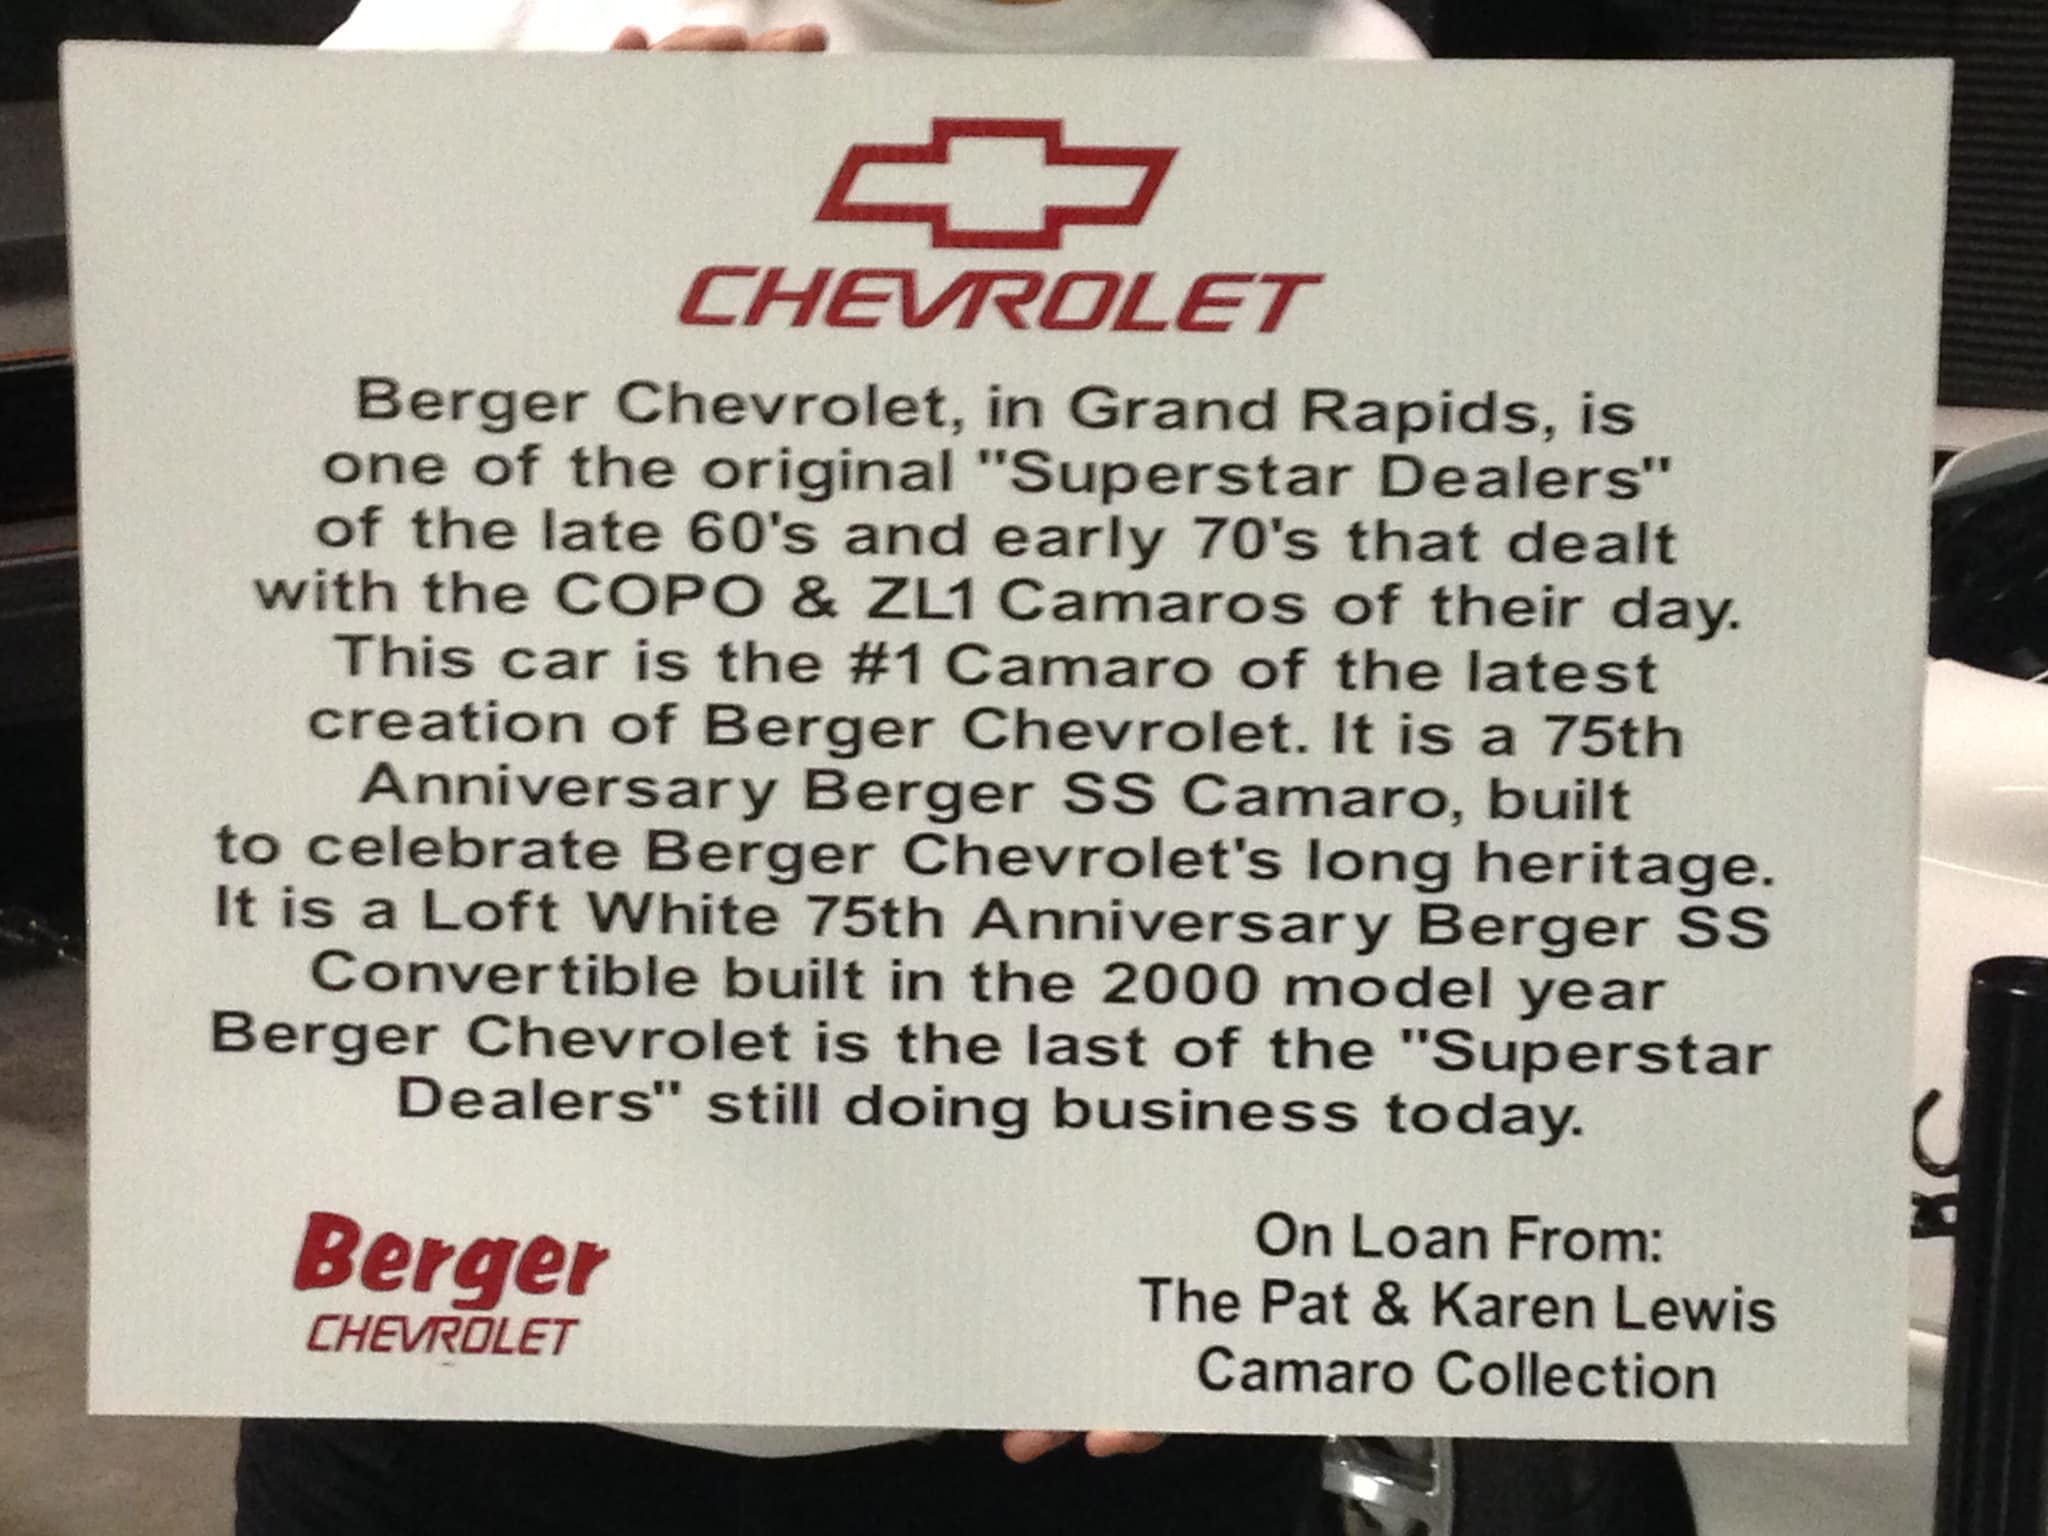 CHEVROLET
Berger Chevrolet, in Grand Rapids, is
one of the original "Superstar Dealers"
of the late 60's and early 70's that dealt
with the COPO & ZL1 Camaros of their day.
This car is the #1 Camaro of the latest
creation of Berger Chevrolet. It is a 75th
Anniversary Berger SS Camaro, built
to celebrate Berger Chevrolet's long heritage.
It is a Loft White 75th Anniversary Berger SS
Convertible built in the 2000 model year
Berger Chevrolet is the last of the "Superstar
Dealers" still doing business today.
Berger
CHEVROLET
On Loan From:
The Pat & Karen Lewis
Camaro Collection